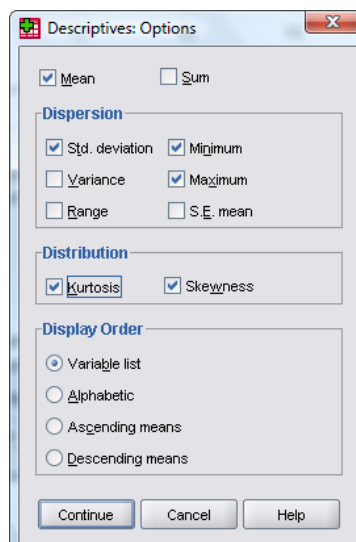 Descriptives: Options
Mean Sum
Dispersion
Std. deviation Minimum
Variance Maximum
Range S.E. mean
Distribution
Kurtosis Skewness
Display Order
Variable list
Alphabetic
Ascending means
Descending means
Continue Cancel Help